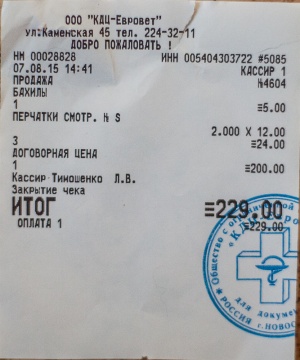 ООО "КДЦ-Евровет"
ул:Каменская 45 тел. 224-32-11
ДОБРО ПОЖАЛОВАТЬ !
НМ 00028828 ИНН 005404303722 #5085
07.08.15 14:41 КАССИР 1
ПРОДАЖА №4604
БАХИЛЫ
1 ≡5.00
ПЕРЧАТКИ СМОТР. № S
2.000 X 12.00
3 ≡24.00
ДОГОВОРНАЯ ЦЕНА
1 ≡200.00
Кассир Тимошенко Л.В.
Закрытие чека
ИТОГ ≡229.00
ОПЛАТА 1 ≡229.00
Общество с
"КДЦ
для докуме
РОССИЯ г.НОВОС